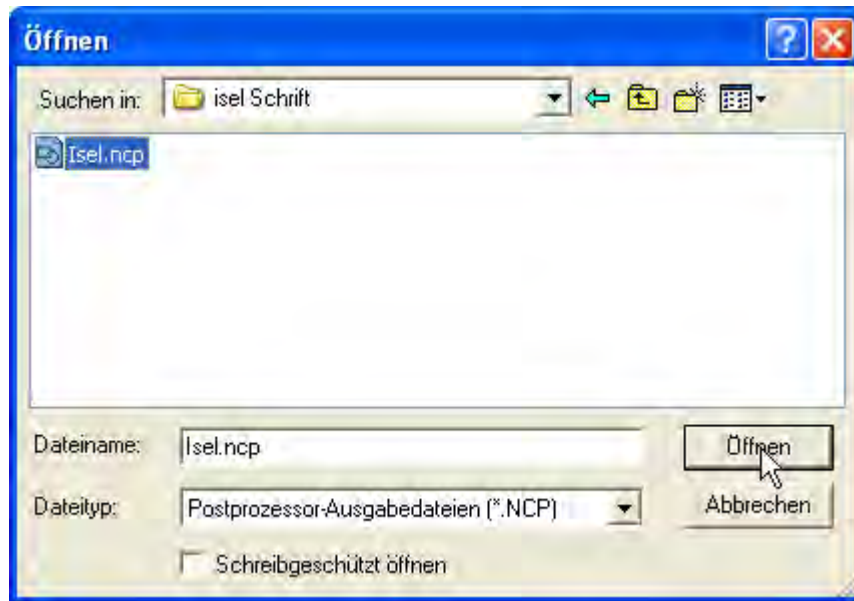 Öffnen
Suchen in: isel Schrift
Isel.ncp
Dateiname: Isel.ncp Öffnen
Dateityp: Postprozessor-Ausgabedateien (*.NCP) Abbrechen
Schreibgeschützt öffnen